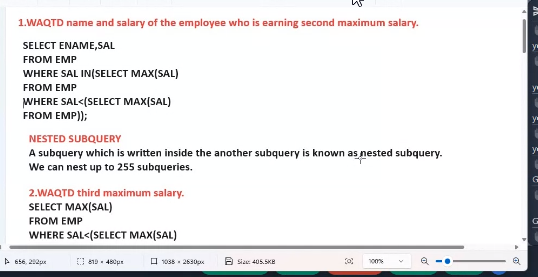 1.WAQTD name and salary of the employee who is earning second maximum salary.
SELECT ENAME,SAL
FROM EMP
WHERE SAL IN(SELECT MAX(SAL)
FROM EMP
WHERE SAL<(SELECT MAX(SAL)
FROM EMP));
NESTED SUBQUERY
A subquery which is written inside the another subquery is known as nested subquery.
We can nest up to 255 subqueries.
2.WAQTD third maximum salary.
SELECT MAX(SAL)
FROM EMP
WHERE SAL<(SELECT MAX(SAL)
656, 292px 819 × 480px 1038 × 2630px Size: 405.5KB 100%